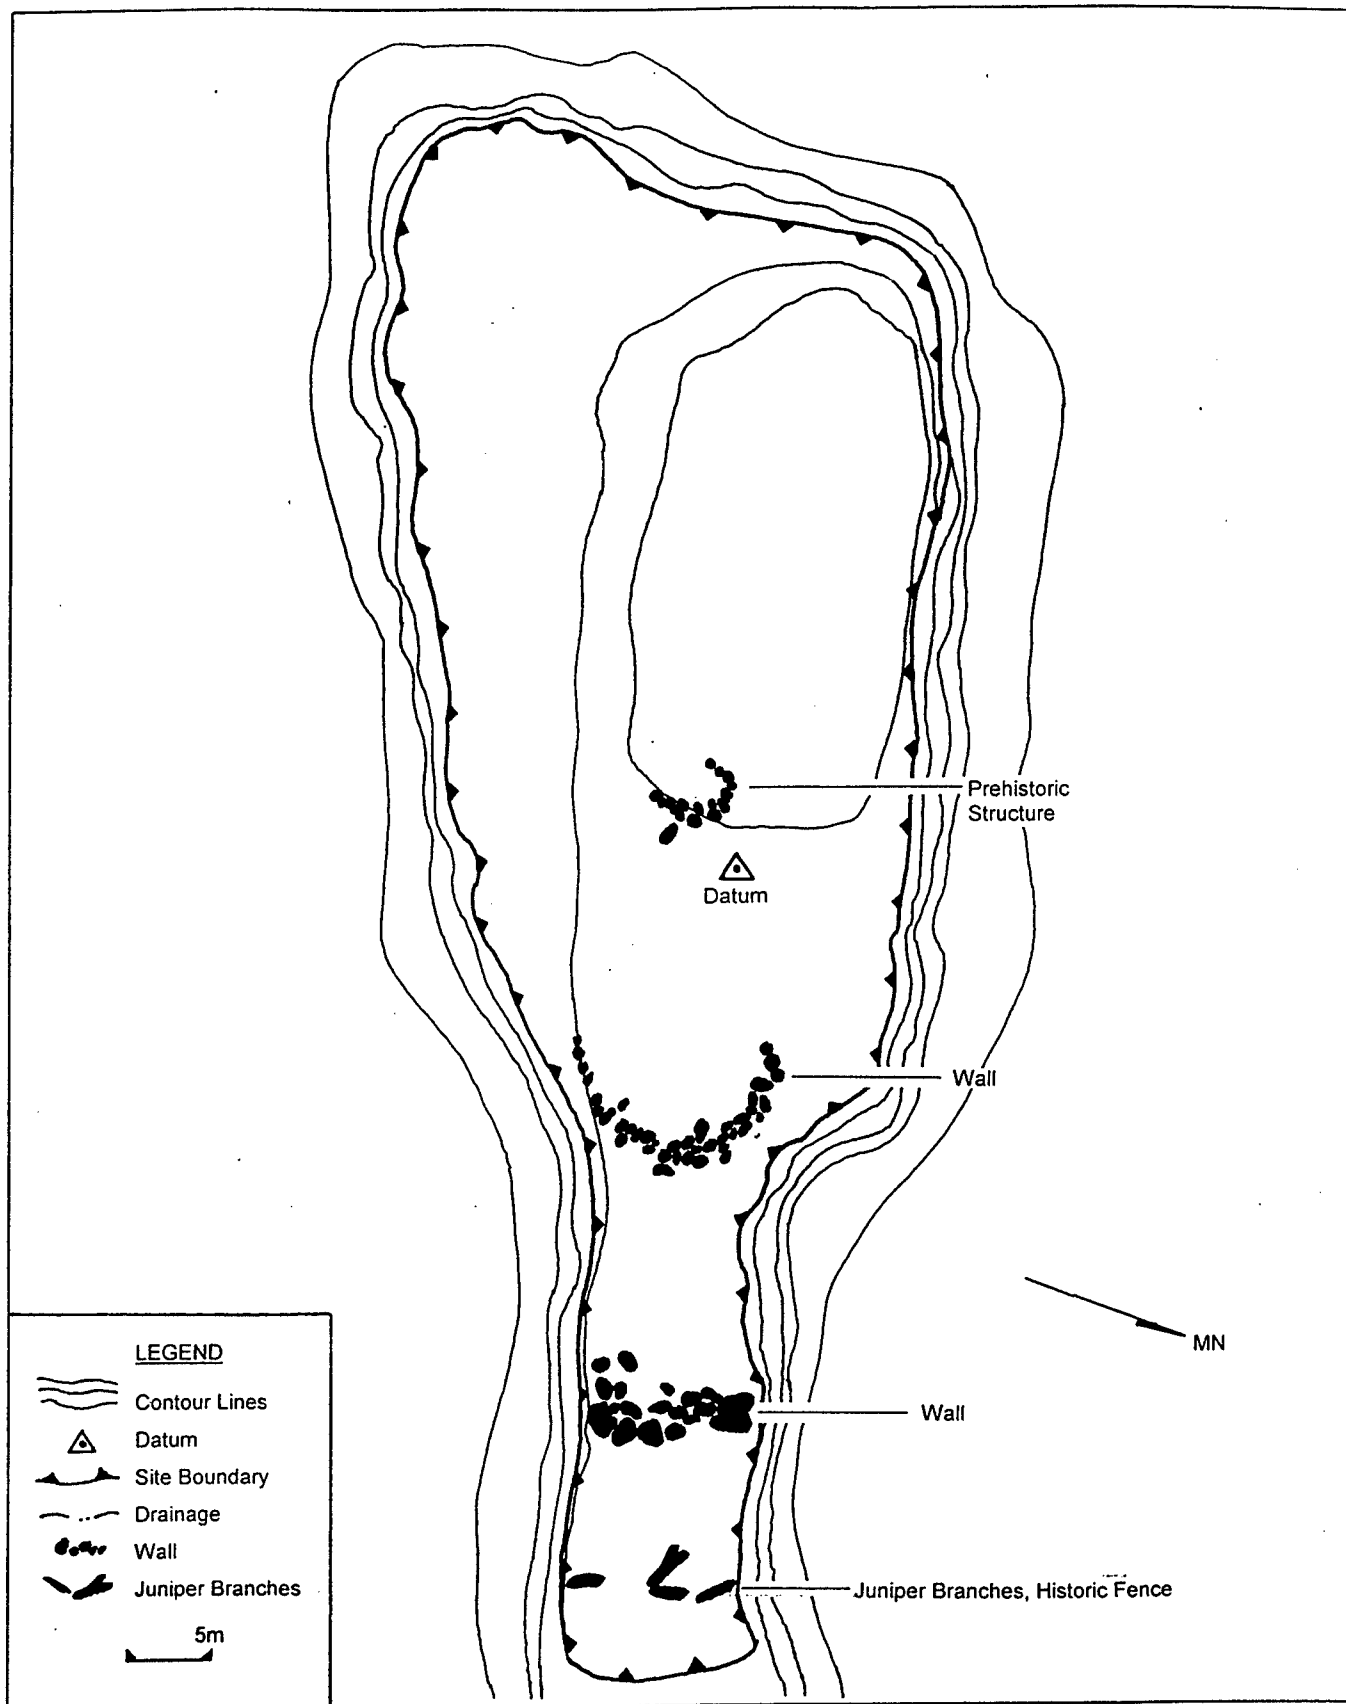 Prehistoric
Structure
Datum
Wall
MN
Wall
Juniper Branches, Historic Fence
LEGEND
Contour Lines
Datum
Site Boundary
Drainage
Wall
Juniper Branches
5m